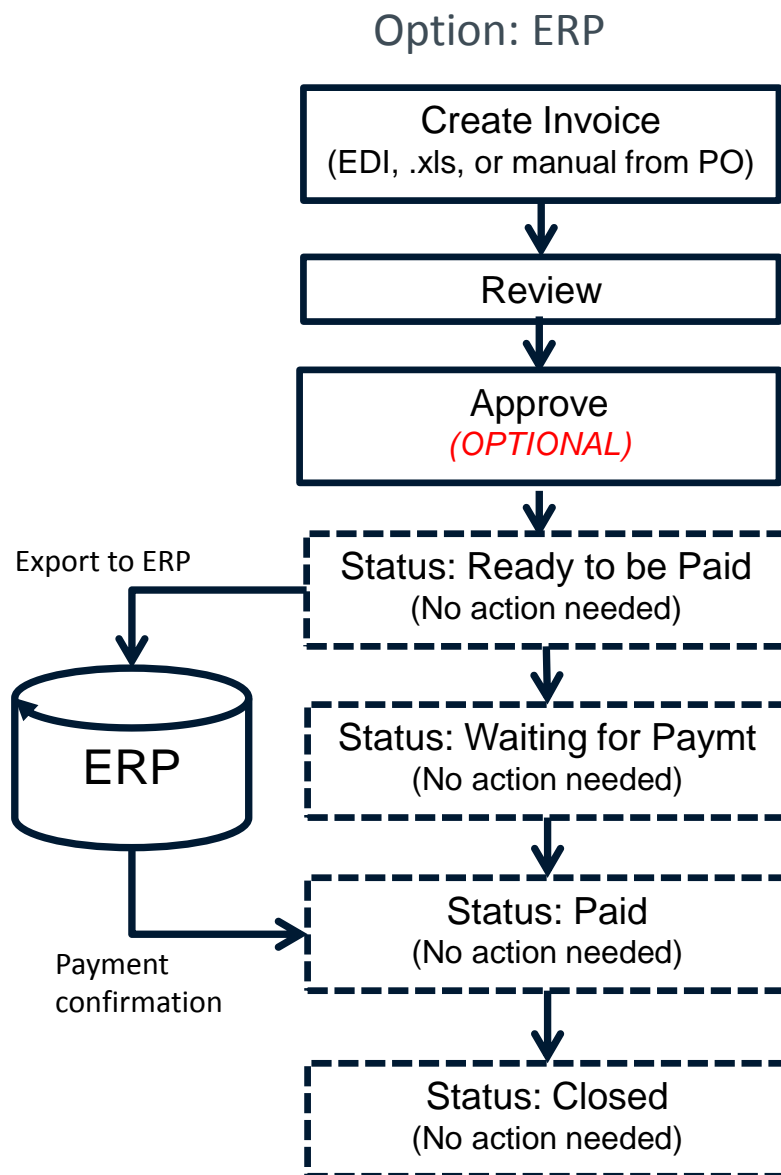 Option: ERP
Create Invoice
(EDI, .xls, or manual from PO)
Review
Approve
(OPTIONAL)
Export to ERP
Status: Ready to be Paid
(No action needed)
ERP
Status: Waiting for Paymt
(No action needed)
Status: Paid
(No action needed)
Payment
confirmation
Status: Closed
(No action needed)